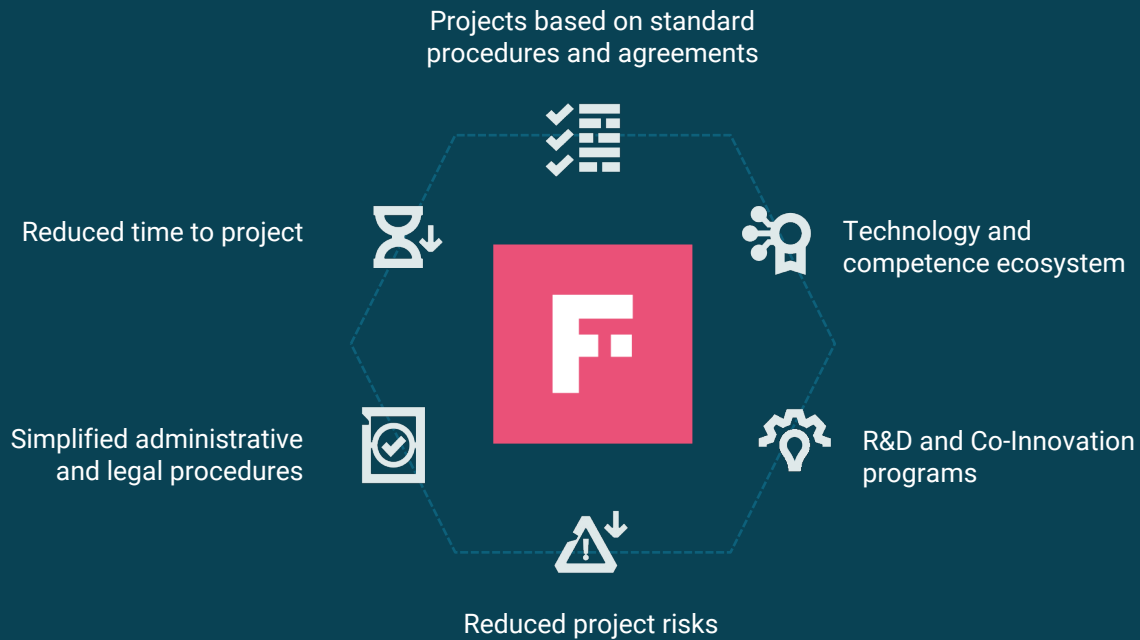 Projects based on standard
procedures and agreements
Reduced time to project
Technology and
competence ecosystem
F
Simplified administrative
and legal procedures
R&D and Co-Innovation
programs
Reduced project risks